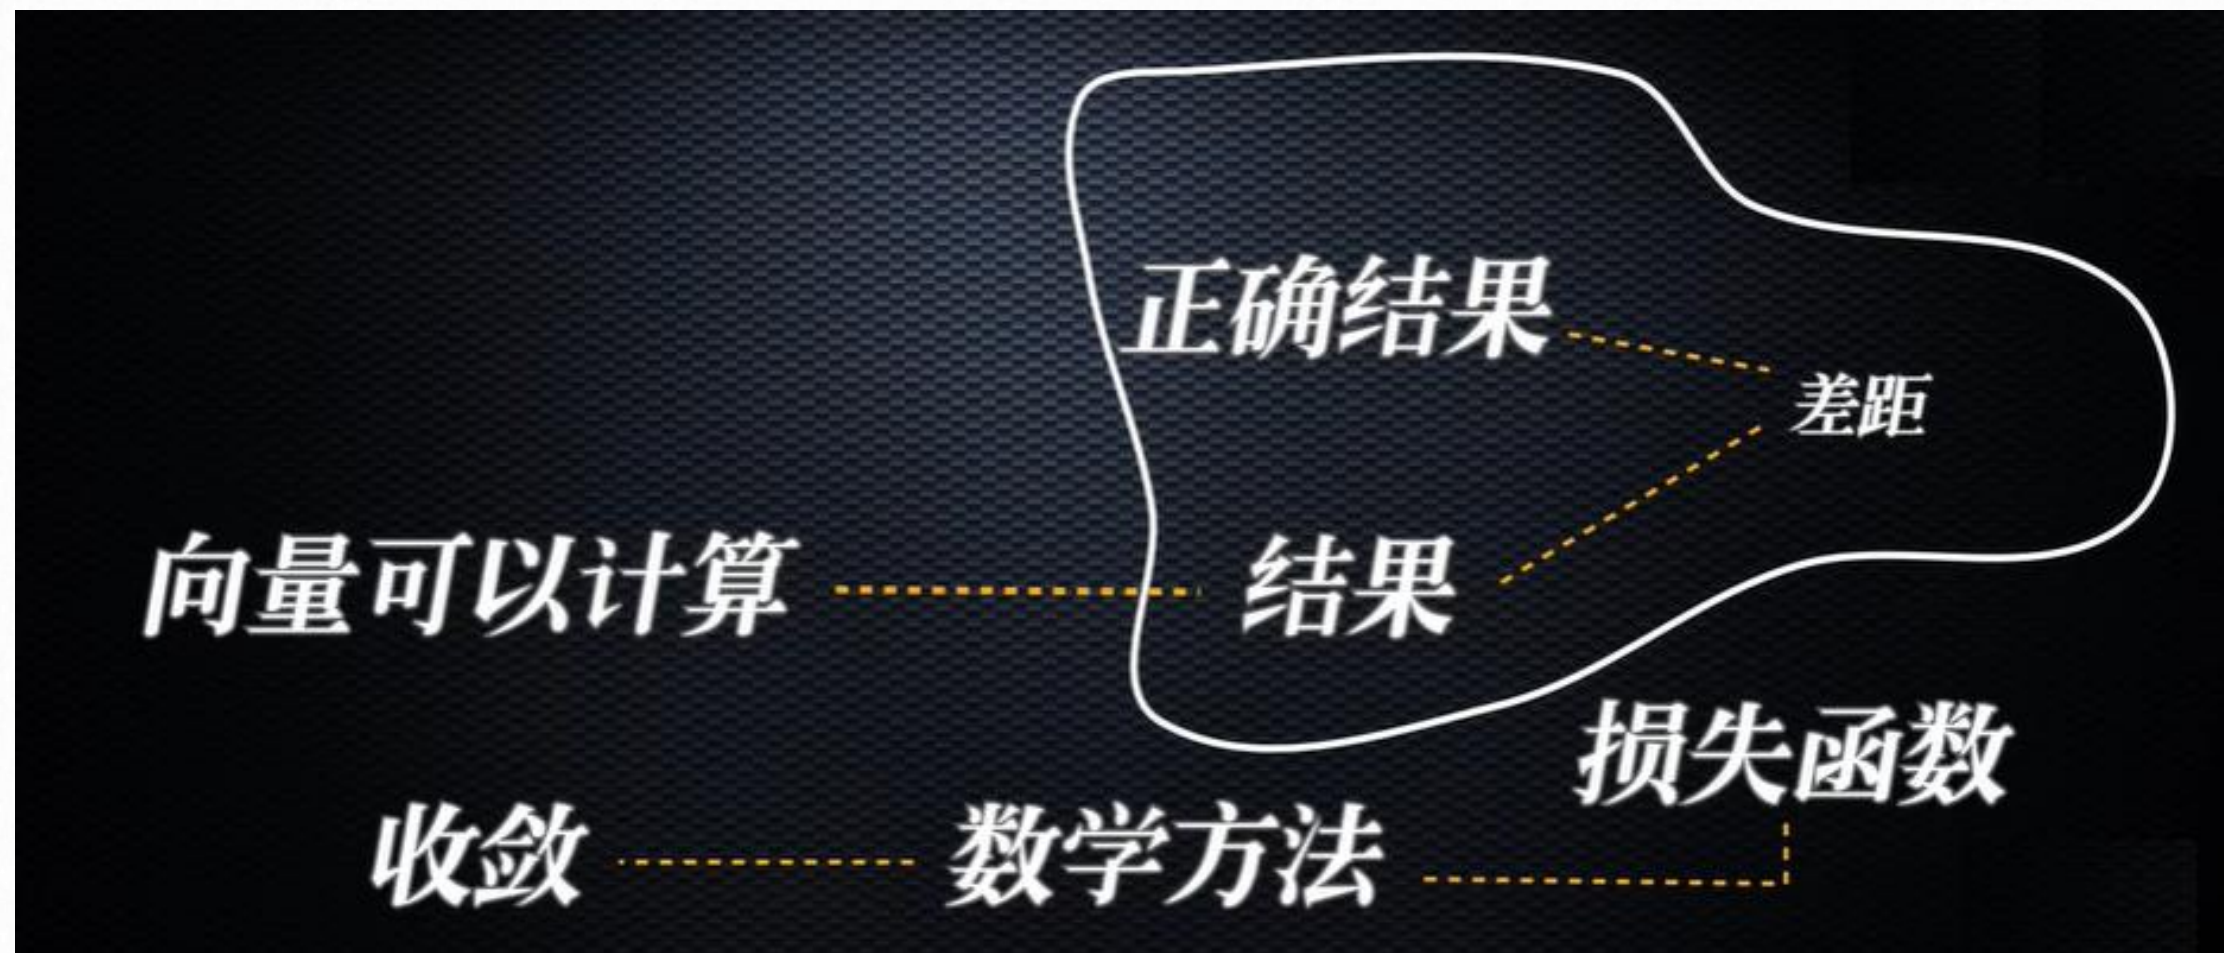 正确结果
差距
向量可以计算
结果
损失函数
收敛
数学方法